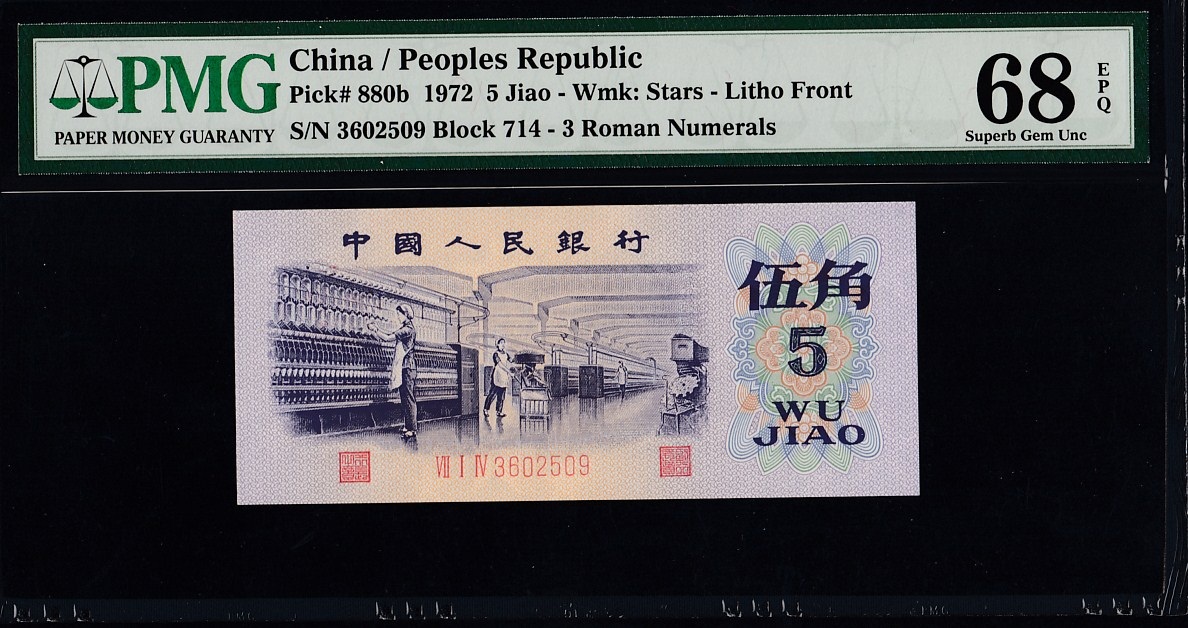 PMG
PAPER MONEY GUARANTY
China / Peoples Republic
Pick# 880b 1972 5 Jiao - Wmk: Stars - Litho Front
S/N 3602509 Block 714 - 3 Roman Numerals
68
EPQ
Superb Gem Unc
中國人民銀行
伍角
5
WU
JIAO
VII I IV 3602509